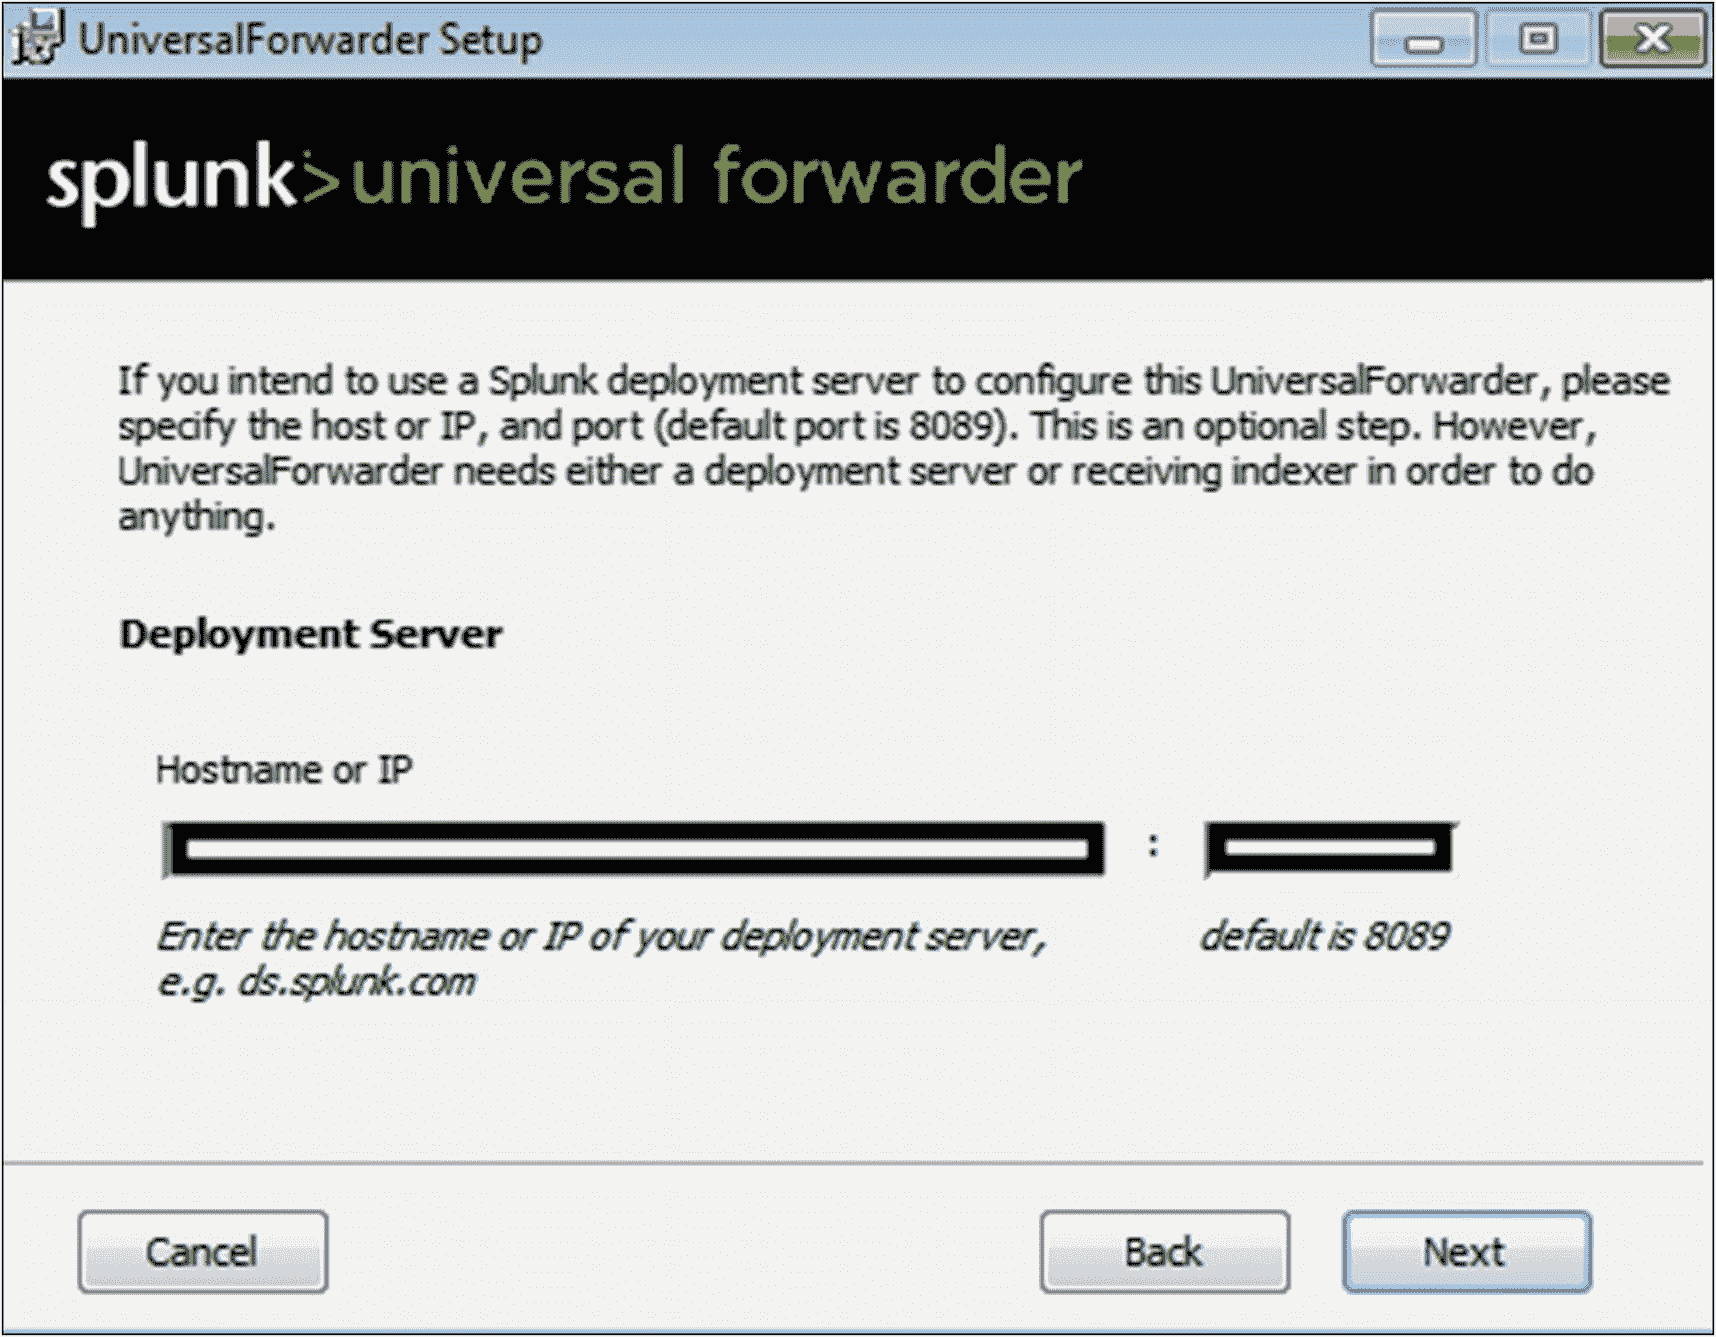 UniversalForwarder Setup
splunk>universal forwarder
If you intend to use a Splunk deployment server to configure this UniversalForwarder, please
specify the host or IP, and port (default port is 8089). This is an optional step. However,
UniversalForwarder needs either a deployment server or receiving indexer in order to do
anything.
Deployment Server
Hostname or IP
:
Enter the hostname or IP of your deployment server,
e.g. ds.splunk.com
default is 8089
Cancel
Back
Next